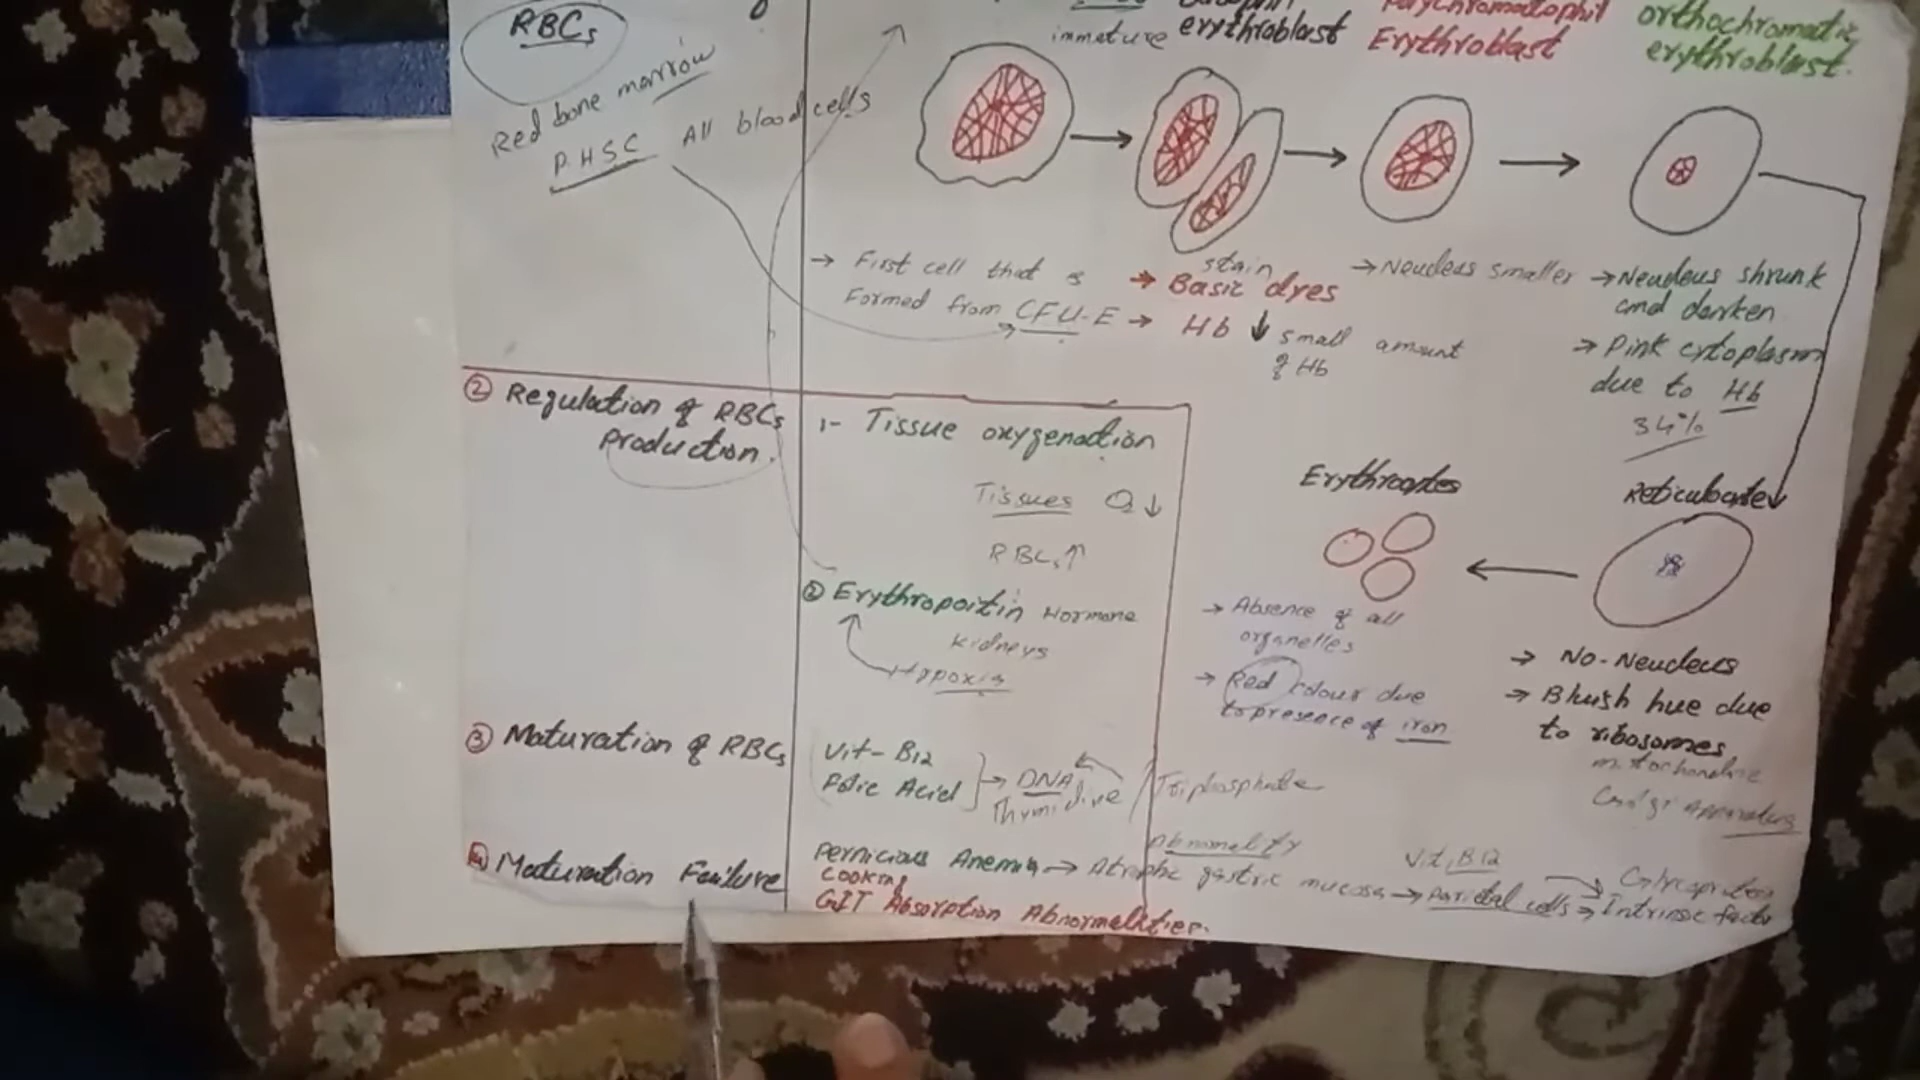 RBCs
Red bone marrow
P.HSC All blood cells
immature
erythroblast
Erythroblast
orthochromatic
erythroblast.
→ First cell that is
Formed from CFU-E
stain
→ Basic dyes
→ Hb ↓ small amount
of Hb
→ Neucleus smaller
→ Neucleus shrunk
and darken
→ Pink cytoplasm
due to Hb
34%
② Regulation of RBCs
Production.
1- Tissue oxygenation
Tissues O₂ ↓
RBCs ↑
② Erythropoitin Hormone
kidneys
Hypoxia
Erythrocytes
→ Absence of all
organelles
→ Red colour due
to presence of iron
Reticulocyte
→ No-Neucleus
→ Bluish hue due
to ribosomes
mitochondria
Golgi Apparatus
③ Maturation of RBCs
Vit-B12
Folic Acid → DNA
Thymidine Triphosphate
④ Maturation Failure
Abnormality
Pernicious Anemia → Atrophic gastric mucosa → parietal cells → Intrinsic factor
Vit B12 Glycoprotein
cooking
GIT Absorption Abnormalities.